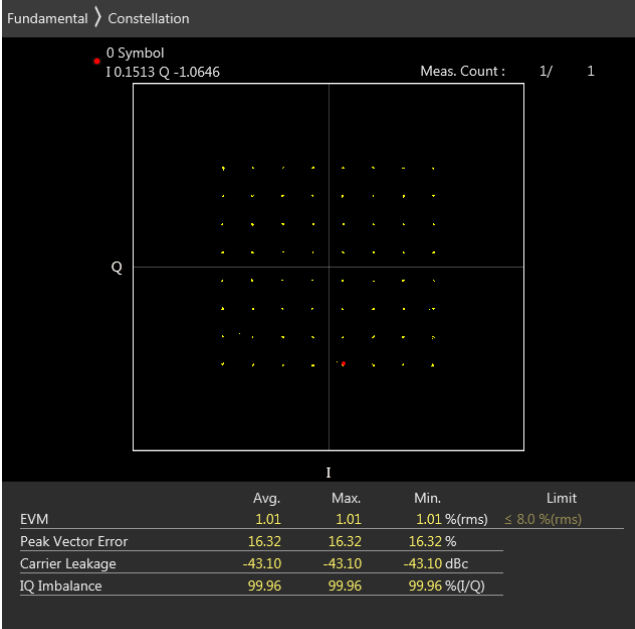 Fundamental 〉 Constellation
0 Symbol
I 0.1513 Q -1.0646
Meas. Count : 1/ 1
Q
I
Avg. Max. Min. Limit
EVM 1.01 1.01 1.01 %(rms) ≤ 8.0 %(rms)
Peak Vector Error 16.32 16.32 16.32 %
Carrier Leakage -43.10 -43.10 -43.10 dBc
IQ Imbalance 99.96 99.96 99.96 %(I/Q)